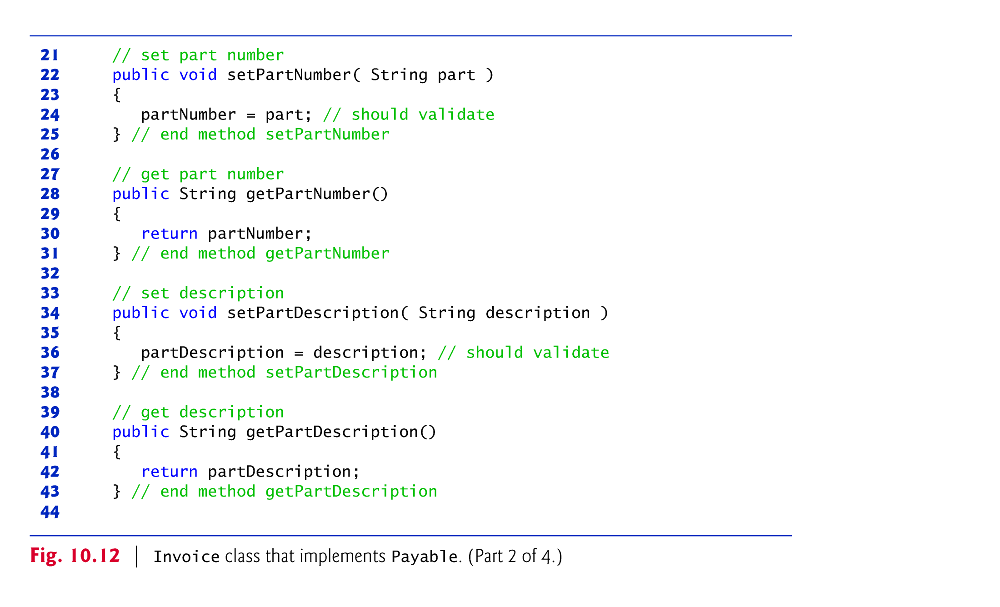 21 // set part number
22 public void setPartNumber( String part )
23 {
24 partNumber = part; // should validate
25 } // end method setPartNumber
26
27 // get part number
28 public String getPartNumber()
29 {
30 return partNumber;
31 } // end method getPartNumber
32
33 // set description
34 public void setPartDescription( String description )
35 {
36 partDescription = description; // should validate
37 } // end method setPartDescription
38
39 // get description
40 public String getPartDescription()
41 {
42 return partDescription;
43 } // end method getPartDescription
44
Fig. 10.12 | Invoice class that implements Payable. (Part 2 of 4.)